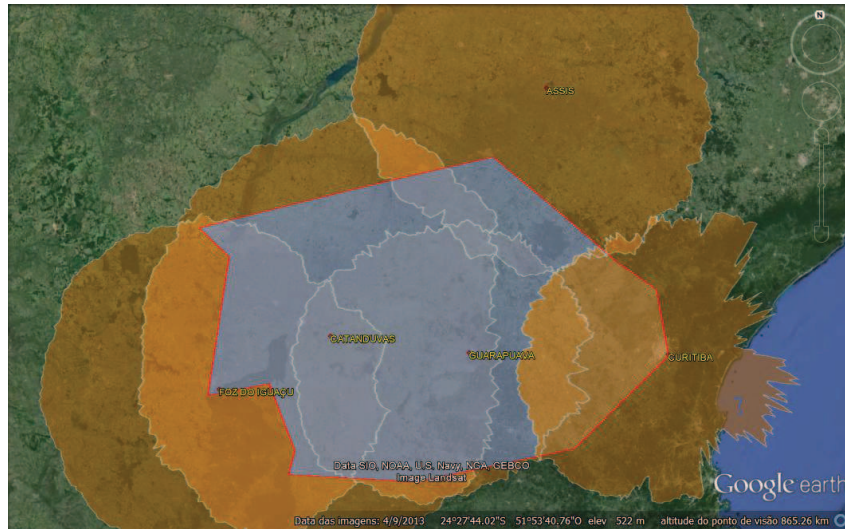 N
ASSIS
CATANDUVAS
GUARAPUAVA
CURITIBA
FOZ DO IGUAÇU
Data SIO, NOAA, U.S. Navy, NGA, GEBCO
Image Landsat
Google earth
Data das imagens: 4/9/2013 24°27'44.02"S 51°53'40.76"O elev 522 m altitude do ponto de visão 865.26 km